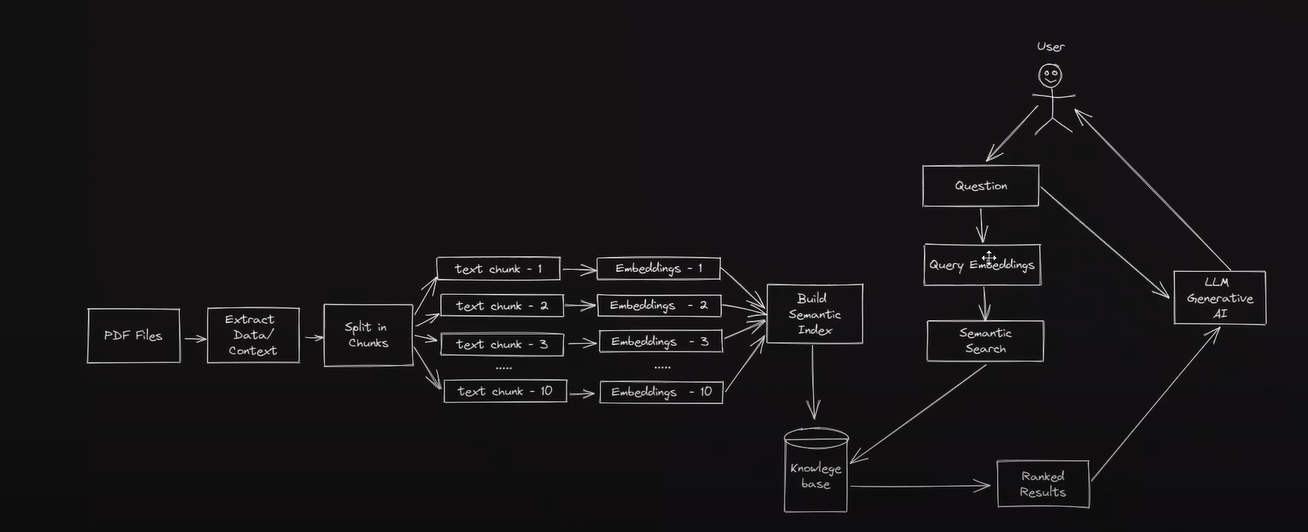 User
Question
Query Embeddings
Semantic
Search
LLM
Generative
AI
PDF Files
Extract
Data/
Context
Split in
Chunks
text chunk - 1
text chunk - 2
text chunk - 3
.....
text chunk - 10
Embeddings - 1
Embeddings - 2
Embeddings - 3
.....
Embeddings - 10
Build
Semantic
Index
Knowlege
base
Ranked
Results